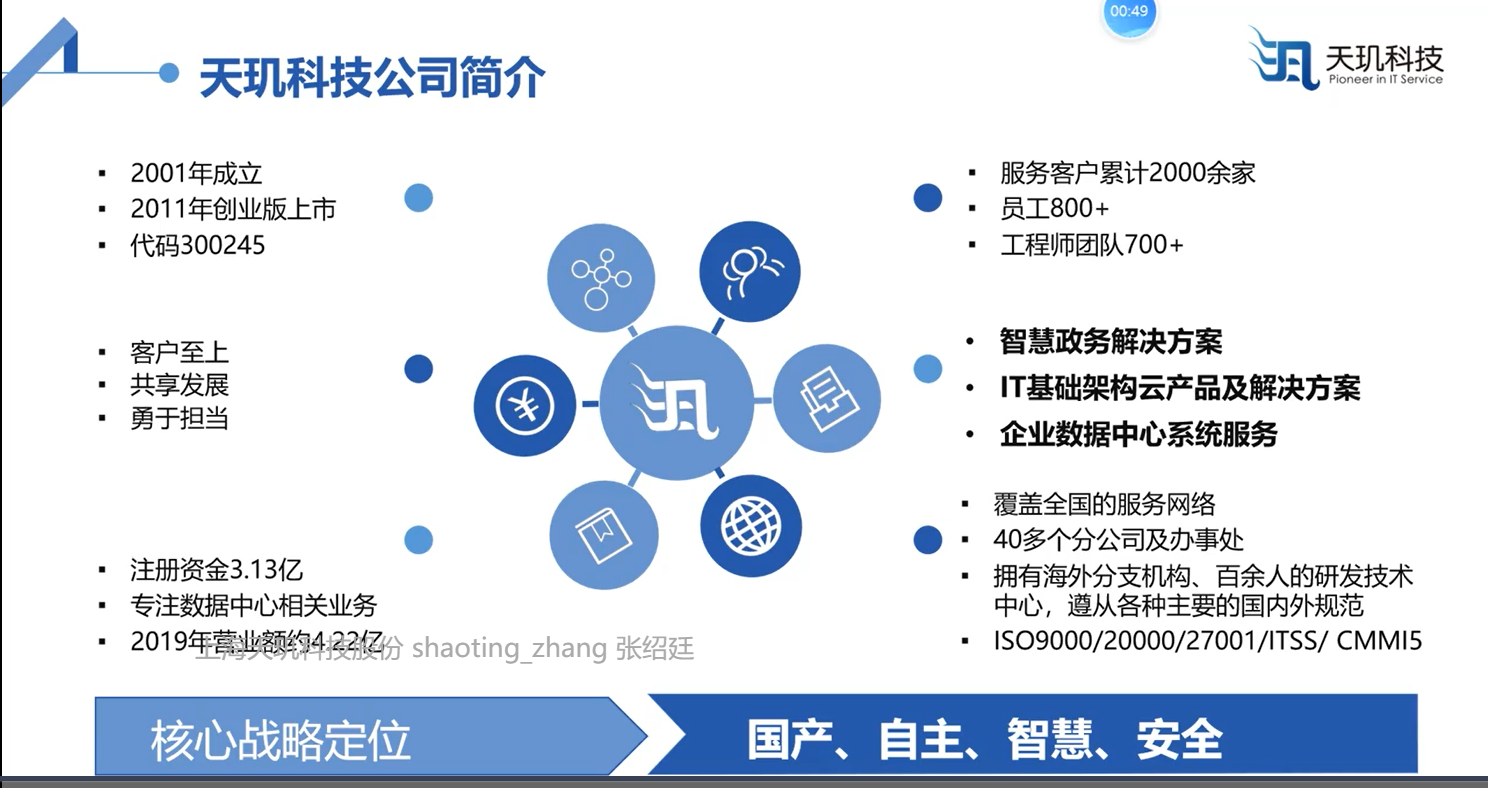 00:49
天玑科技公司简介
天玑科技
Pioneer in IT Service
▪ 2001年成立
▪ 2011年创业版上市
▪ 代码300245
▪ 客户至上
▪ 共享发展
▪ 勇于担当
▪ 注册资金3.13亿
▪ 专注数据中心相关业务
▪ 2019年营业额约4.22亿
上海天玑科技股份 shaoting_zhang 张绍廷
▪ 服务客户累计2000余家
▪ 员工800+
▪ 工程师团队700+
• 智慧政务解决方案
• IT基础架构云产品及解决方案
• 企业数据中心系统服务
▪ 覆盖全国的服务网络
▪ 40多个分公司及办事处
▪ 拥有海外分支机构、百余人的研发技术
中心，遵从各种主要的国内外规范
▪ ISO9000/20000/27001/ITSS/ CMMI5
玑
¥
核心战略定位
国产、自主、智慧、安全